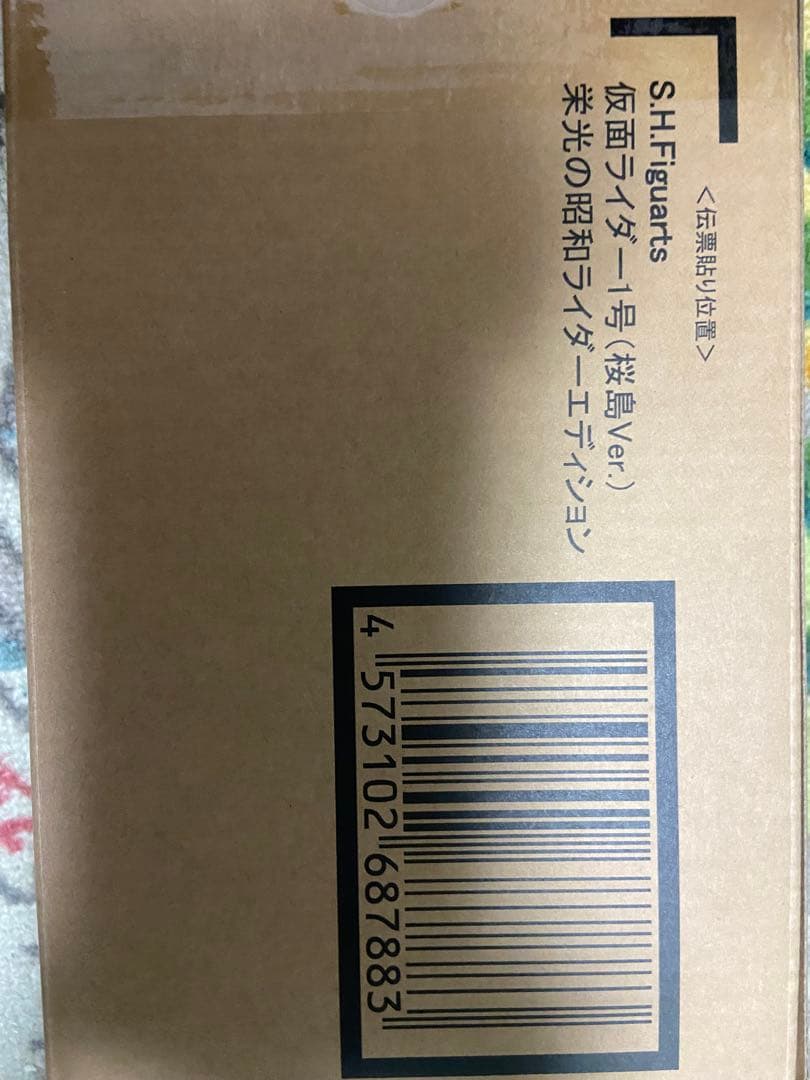 ＜伝票貼り位置＞
S.H.Figuarts
仮面ライダー1号（桜島Ver.）
栄光の昭和ライダーエディション
4 573102 687883